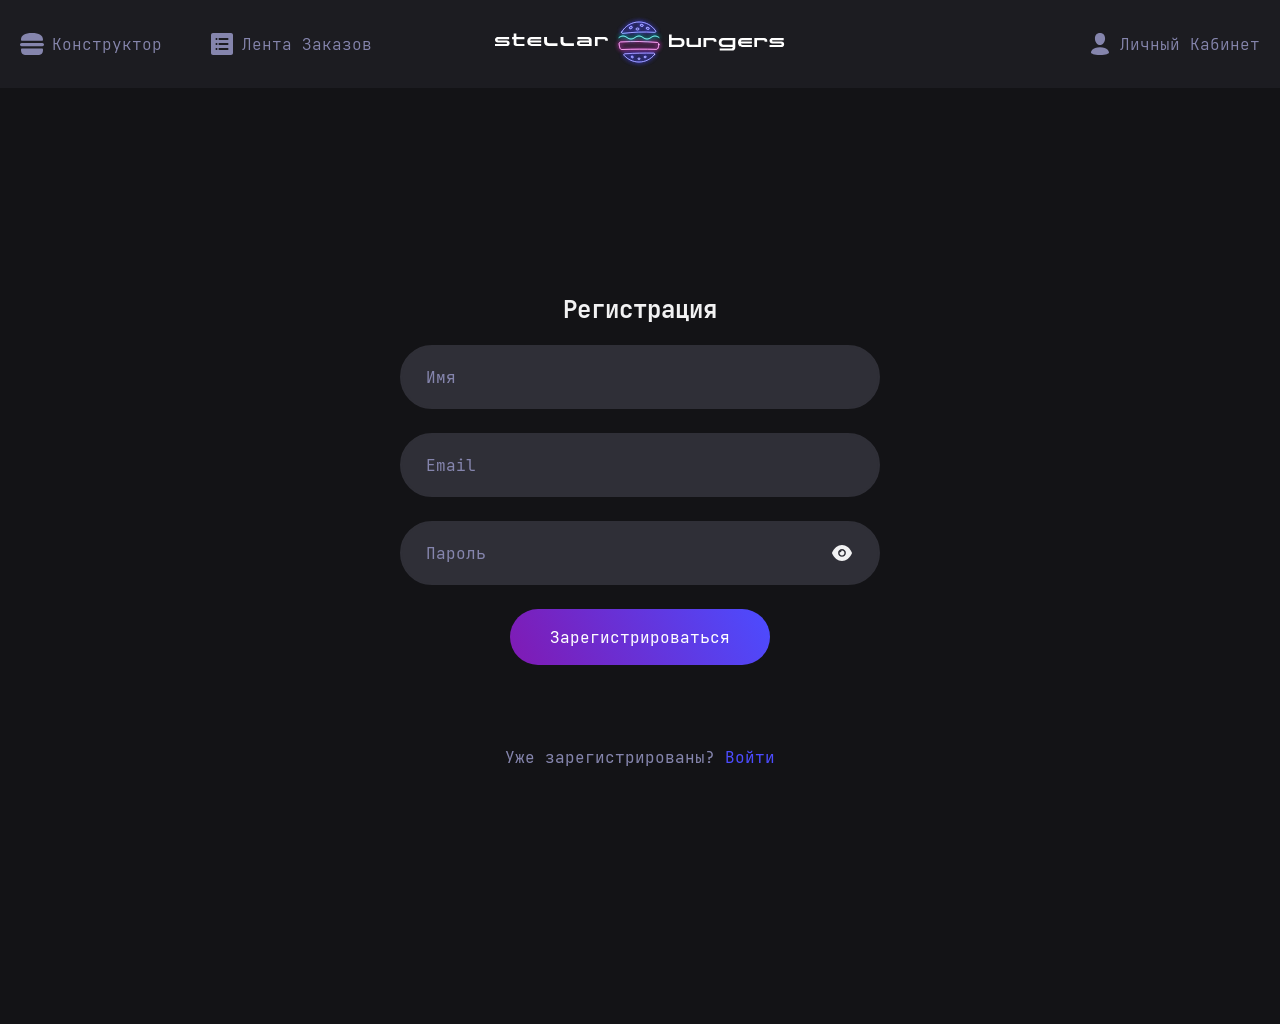 Конструктор
Лента Заказов
stellar burgers
Личный Кабинет
Регистрация
Имя
Email
Пароль
Зарегистрироваться
Уже зарегистрированы? Войти